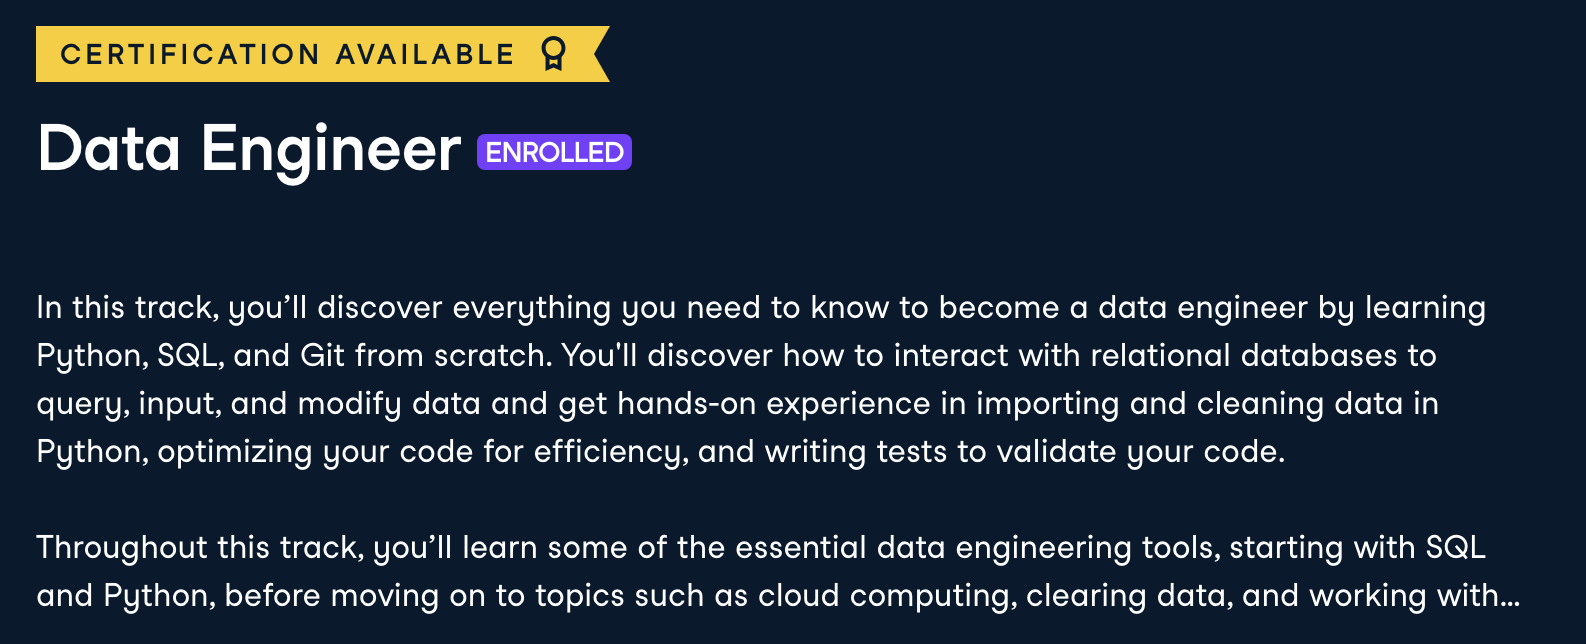 CERTIFICATION AVAILABLE
Data Engineer ENROLLED
In this track, you’ll discover everything you need to know to become a data engineer by learning
Python, SQL, and Git from scratch. You'll discover how to interact with relational databases to
query, input, and modify data and get hands-on experience in importing and cleaning data in
Python, optimizing your code for efficiency, and writing tests to validate your code.
Throughout this track, you’ll learn some of the essential data engineering tools, starting with SQL
and Python, before moving on to topics such as cloud computing, clearing data, and working with...